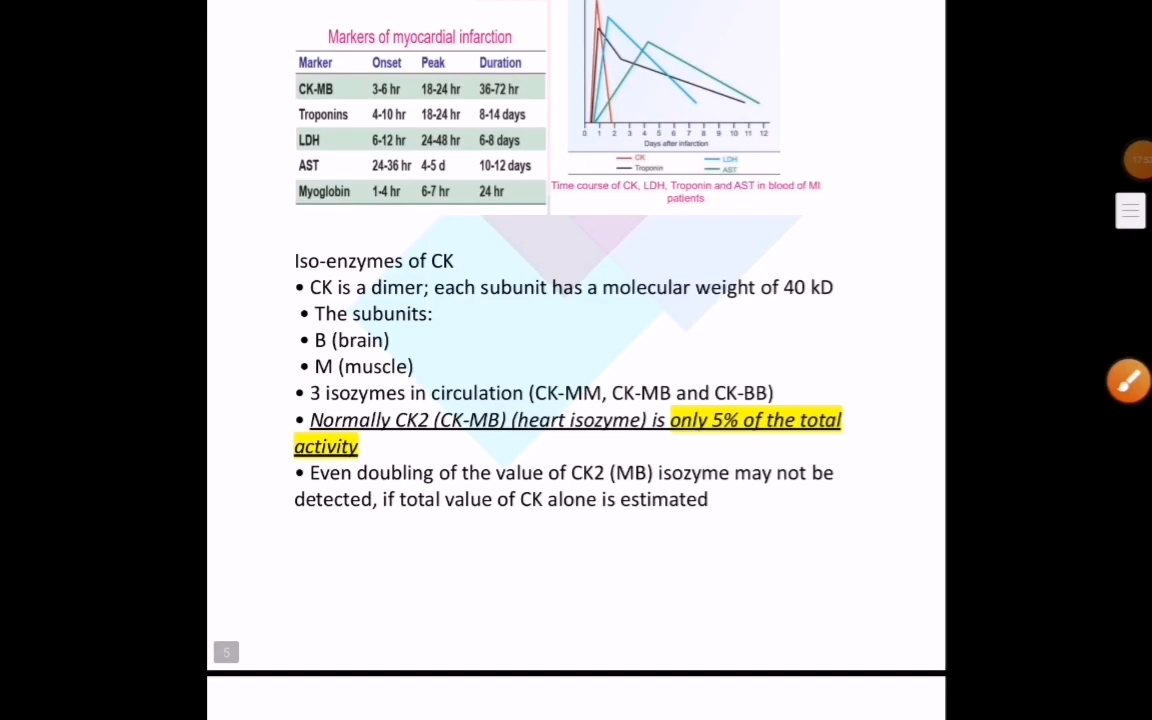 Markers of myocardial infarction
Marker Onset Peak Duration
CK-MB 3-6 hr 18-24 hr 36-72 hr
Troponins 4-10 hr 18-24 hr 8-14 days
LDH 6-12 hr 24-48 hr 6-8 days
AST 24-36 hr 4-5 d 10-12 days
Myoglobin 1-4 hr 6-7 hr 24 hr
0 1 2 3 4 5 6 7 8 9 10 11 12
Days after infarction
CK LDH
Troponin AST
Time course of CK, LDH, Troponin and AST in blood of MI
patients
Iso-enzymes of CK
• CK is a dimer; each subunit has a molecular weight of 40 kD
• The subunits:
• B (brain)
• M (muscle)
• 3 isozymes in circulation (CK-MM, CK-MB and CK-BB)
• Normally CK2 (CK-MB) (heart isozyme) is only 5% of the total
activity
• Even doubling of the value of CK2 (MB) isozyme may not be
detected, if total value of CK alone is estimated
5